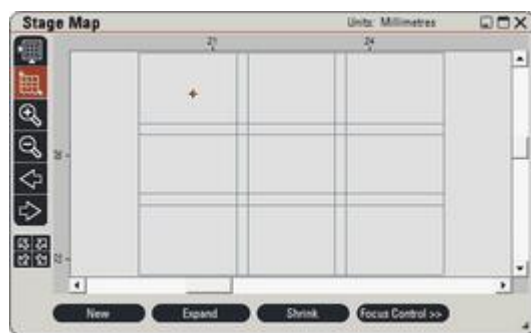 Stage Map
Units: Millimetres
21 24
20
22
New Expand Shrink Focus Control >>